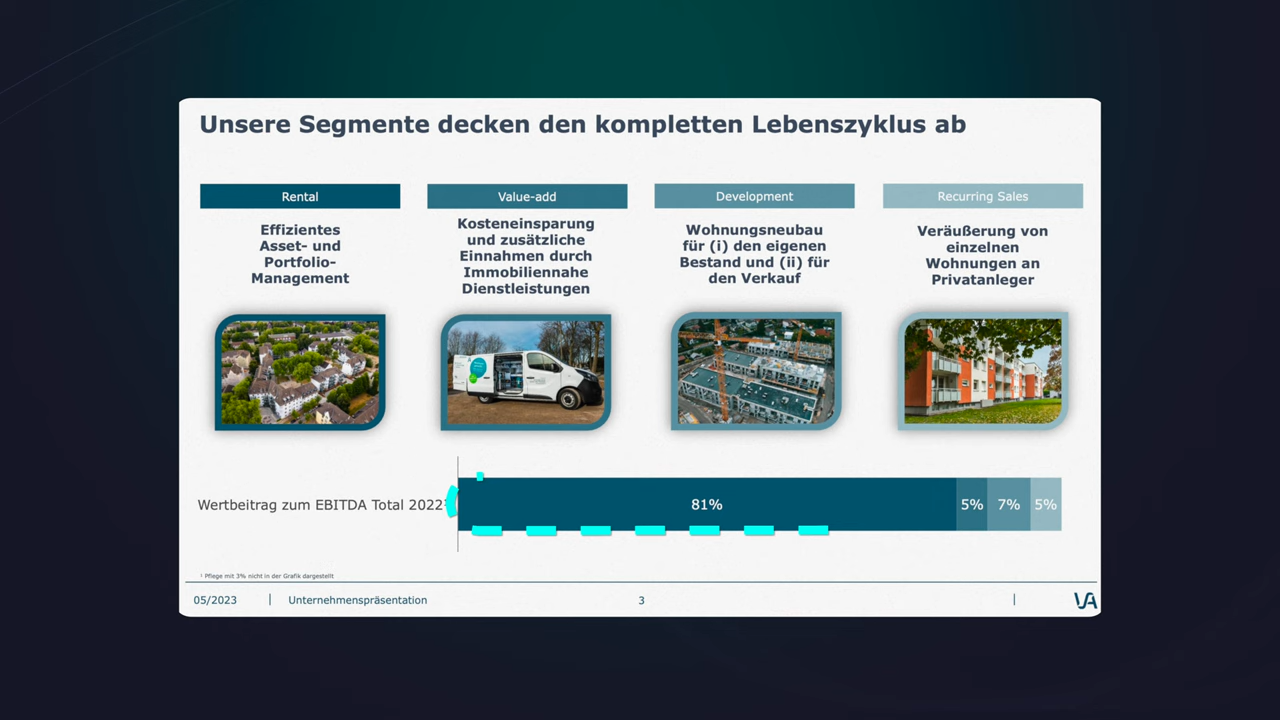 Unsere Segmente decken den kompletten Lebenszyklus ab
Rental
Effizientes
Asset- und
Portfolio-
Management
Value-add
Kosteneinsparung
und zusätzliche
Einnahmen durch
Immobiliennahe
Dienstleistungen
Development
Wohnungsneubau
für (i) den eigenen
Bestand und (ii) für
den Verkauf
Recurring Sales
Veräußerung von
einzelnen
Wohnungen an
Privatanleger
Wertbeitrag zum EBITDA Total 2022¹
81%
5%
7%
5%
¹ Pflege mit 3% nicht in der Grafik dargestellt
05/2023 | Unternehmenspräsentation 3 |
VA